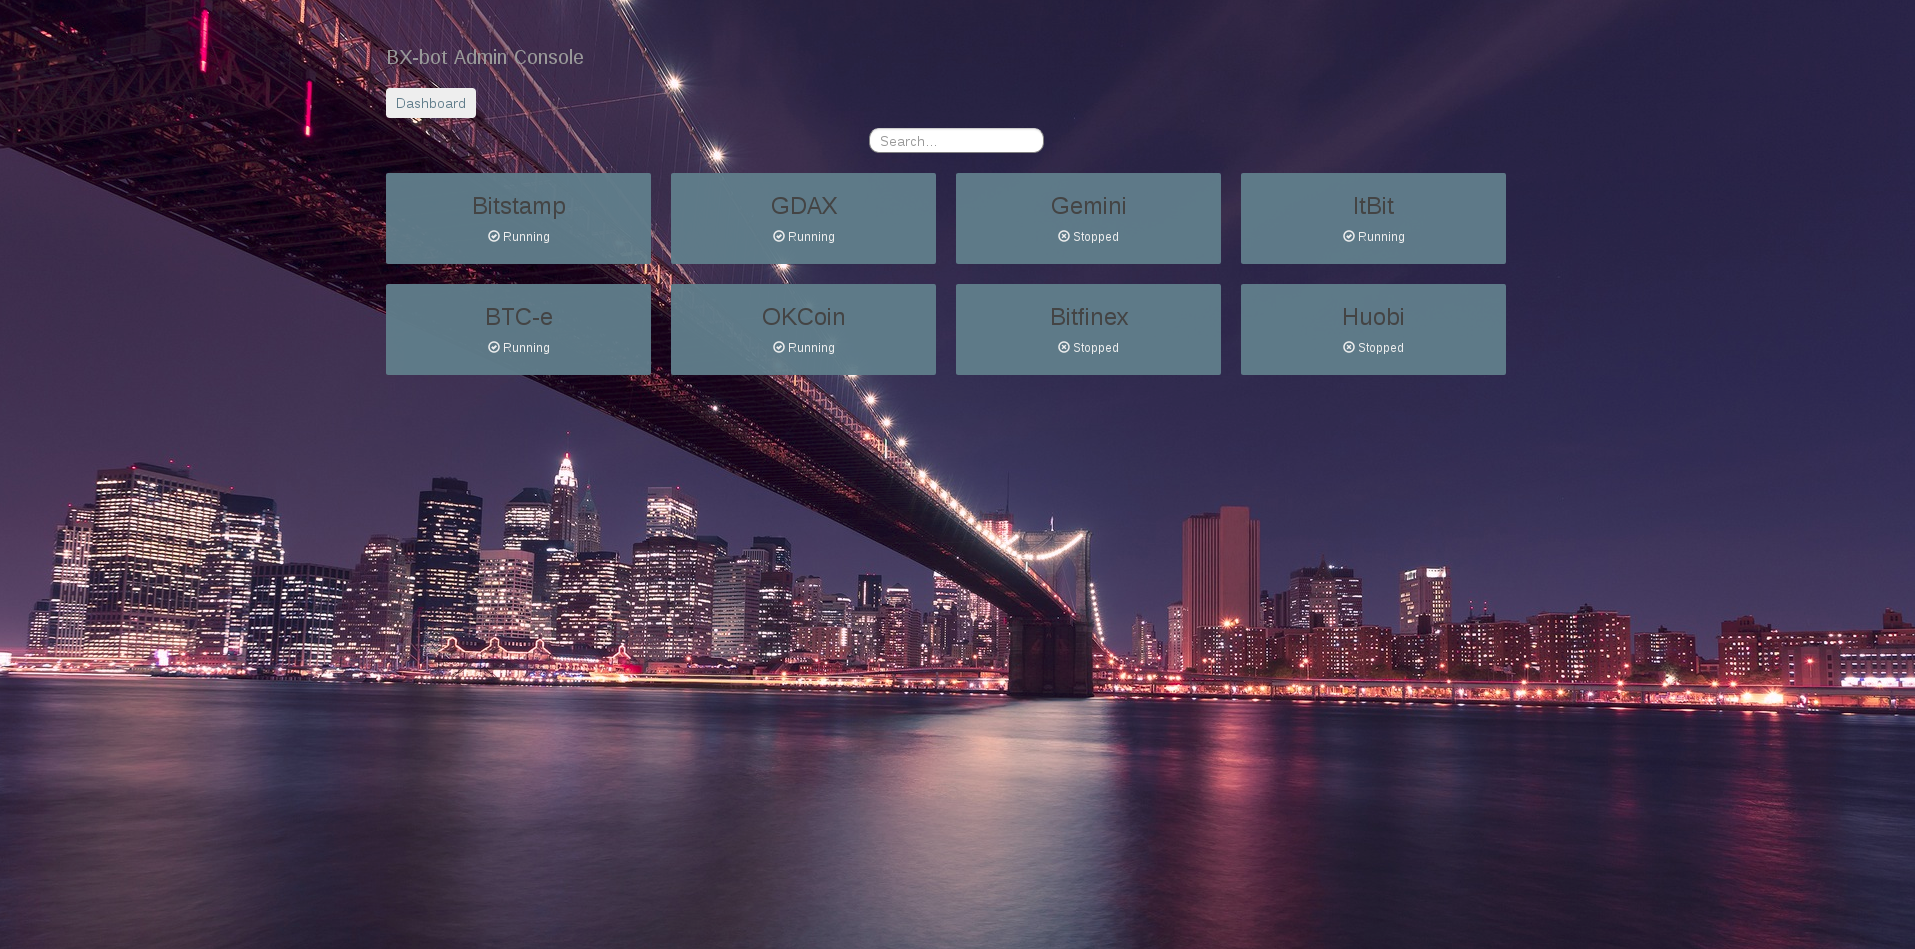 BX-bot Admin Console
Dashboard
Search...
Bitstamp
Running
GDAX
Running
Gemini
Stopped
ItBit
Running
BTC-e
Running
OKCoin
Running
Bitfinex
Stopped
Huobi
Stopped